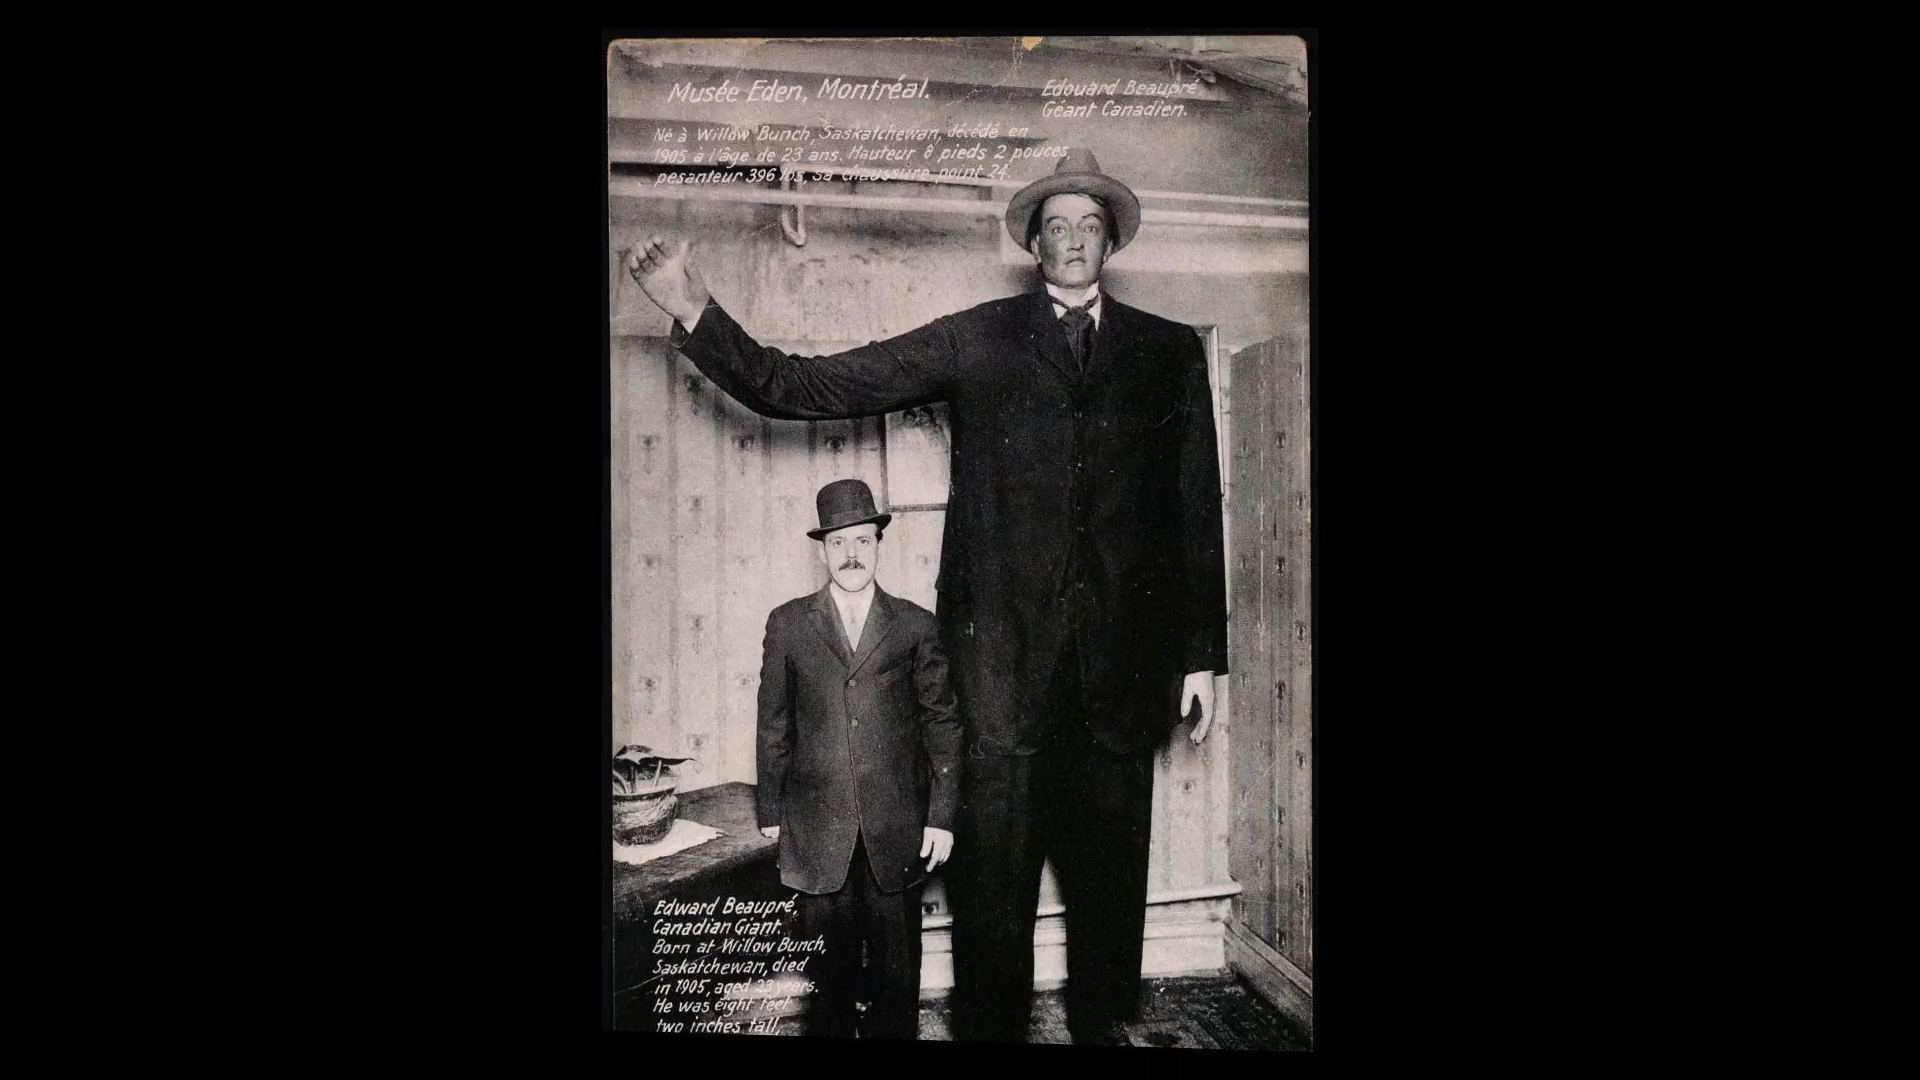 Musée Eden, Montréal.
Edouard Beaupré
Géant Canadien.
Né à Willow Bunch, Saskatchewan, décédé en
1905 à l'âge de 23 ans. Hauteur 8 pieds 2 pouces,
pesanteur 396 lbs, sa chaussure point 24.
Edward Beaupré,
Canadian Giant.
Born at Willow Bunch,
Saskatchewan, died
in 1905, aged 23 years.
He was eight feet
two inches tall,